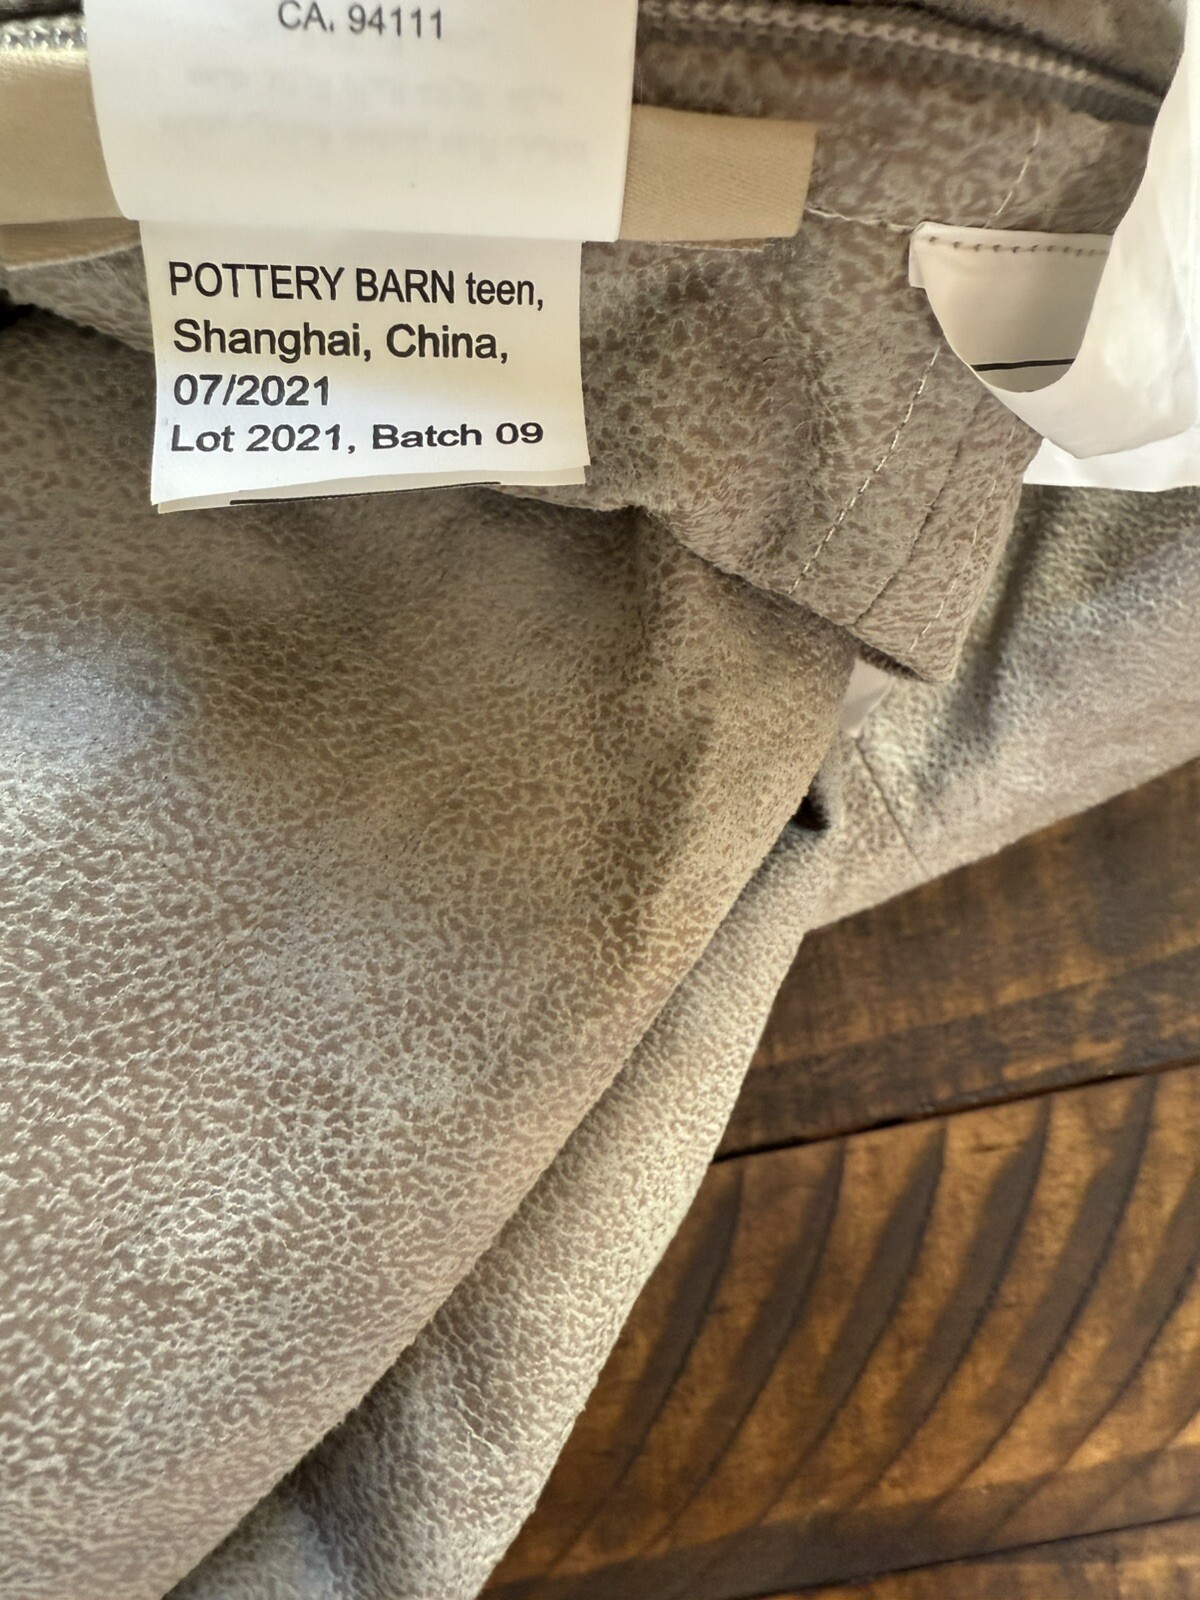 CA. 94111
POTTERY BARN teen,
Shanghai, China,
07/2021
Lot 2021, Batch 09